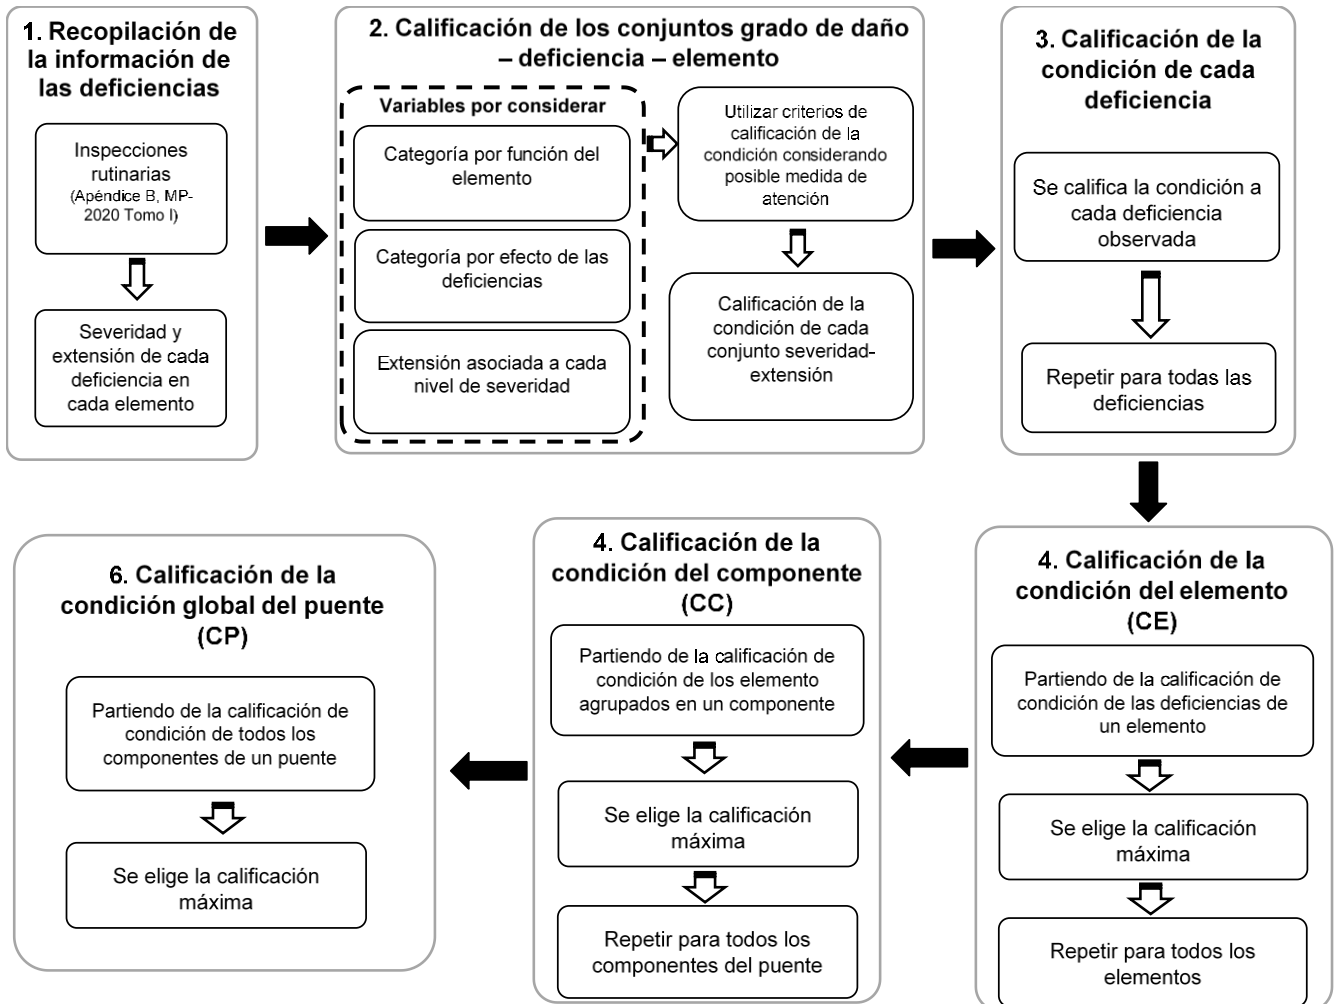 1. Recopilación de
la información de
las deficiencias
Inspecciones
rutinarias
(Apéndice B, MP-
2020 Tomo I)
Severidad y
extensión de cada
deficiencia en
cada elemento
2. Calificación de los conjuntos grado de daño
– deficiencia – elemento
Variables por considerar
Categoría por función del
elemento
Categoría por efecto de las
deficiencias
Extensión asociada a cada
nivel de severidad
Utilizar criterios de
calificación de la
condición considerando
posible medida de
atención
Calificación de la
condición de cada
conjunto severidad-
extensión
3. Calificación de la
condición de cada
deficiencia
Se califica la condición a
cada deficiencia
observada
Repetir para todas las
deficiencias
4. Calificación de la
condición del elemento
(CE)
Partiendo de la calificación de
condición de las deficiencias de
un elemento
Se elige la calificación
máxima
Repetir para todos los
elementos
4. Calificación de la
condición del componente
(CC)
Partiendo de la calificación de
condición de los elemento
agrupados en un componente
Se elige la calificación
máxima
Repetir para todos los
componentes del puente
6. Calificación de la
condición global del puente
(CP)
Partiendo de la calificación de
condición de todos los
componentes de un puente
Se elige la calificación
máxima